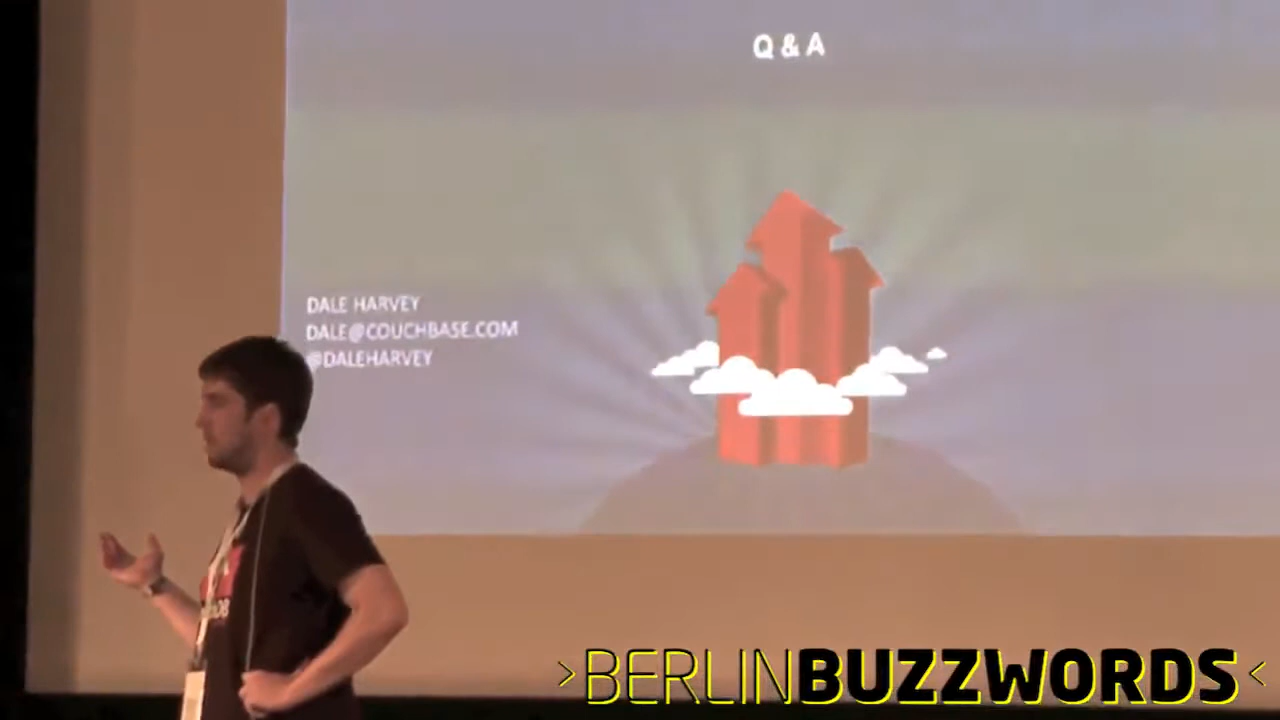 Q & A
DALE HARVEY
DALE@COUCHBASE.COM
@DALEHARVEY
>BERLINBUZZWORDS<